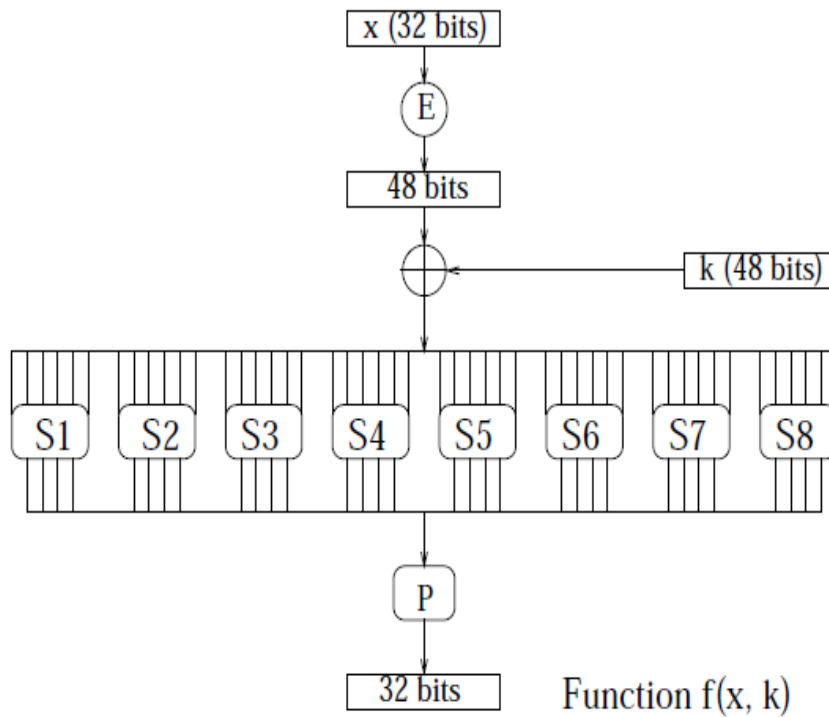 x (32 bits)
E
48 bits
k (48 bits)
S1 S2 S3 S4 S5 S6 S7 S8
P
32 bits
Function f(x, k)